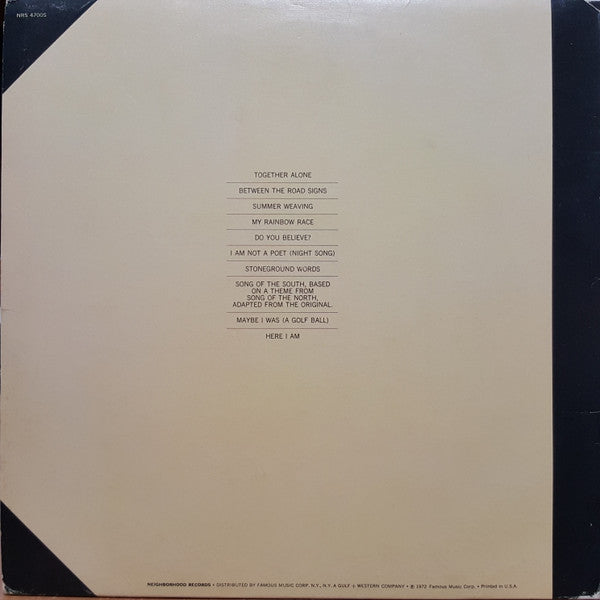 NRS 47005
TOGETHER ALONE
BETWEEN THE ROAD SIGNS
SUMMER WEAVING
MY RAINBOW RACE
DO YOU BELIEVE?
I AM NOT A POET (NIGHT SONG)
STONEGROUND WORDS
SONG OF THE SOUTH, BASED
ON A THEME FROM
SONG OF THE NORTH,
ADAPTED FROM THE ORIGINAL.
MAYBE I WAS (A GOLF BALL)
HERE I AM
NEIGHBORHOOD RECORDS • DISTRIBUTED BY FAMOUS MUSIC CORP. N.Y., N.Y. A GULF + WESTERN COMPANY • ℗ 1972 Famous Music Corp. • Printed in U.S.A.